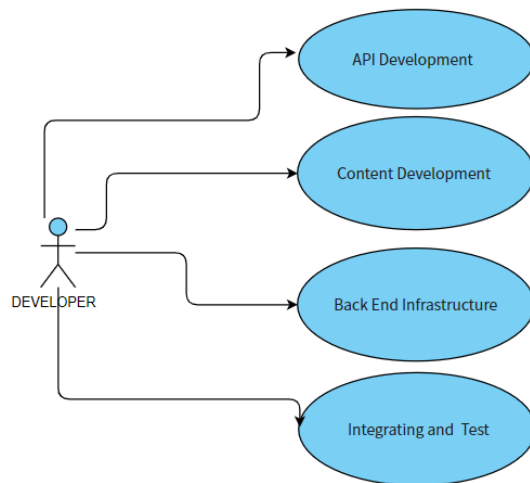 API Development
Content Development
DEVELOPER
Back End Infrastructure
Integrating and  Test